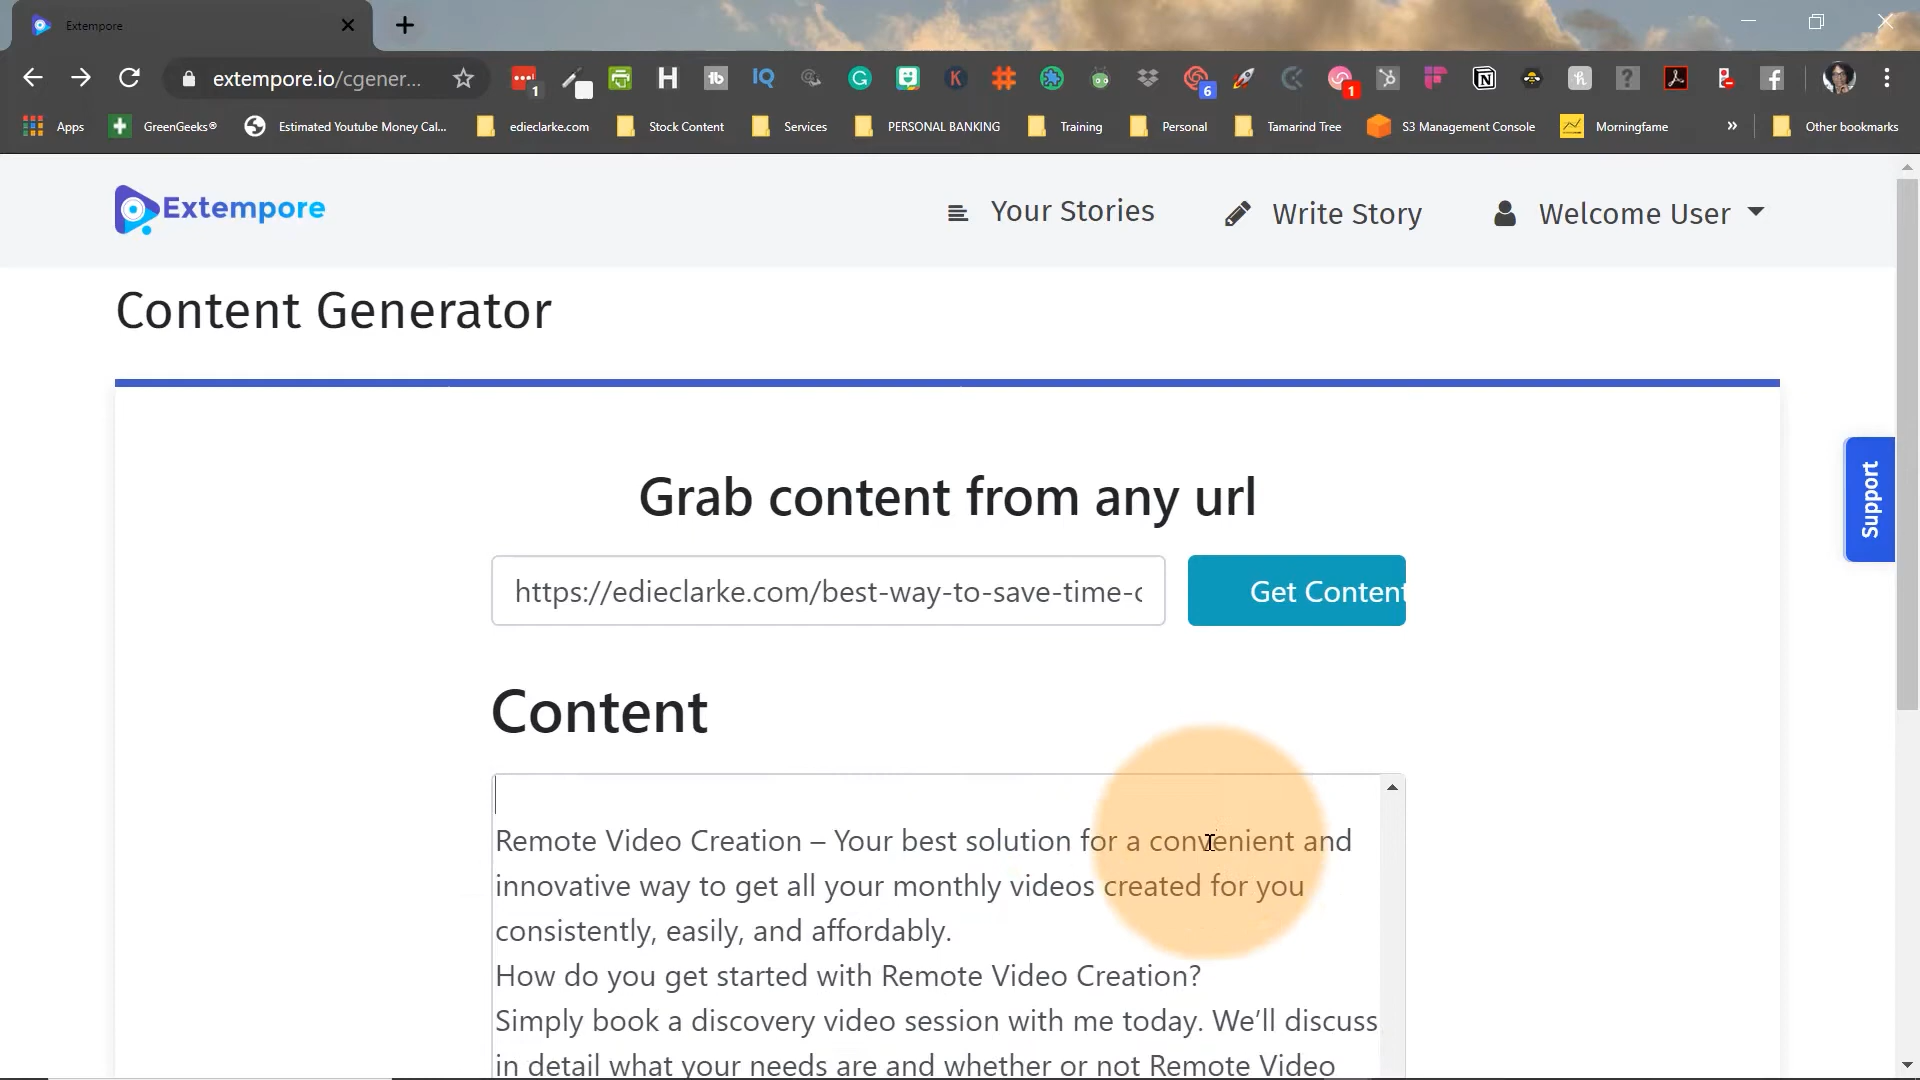 Extempore
extempore.io/cgener...
1
H
tb
IQ
G
K
6
1
N
h
?
Apps
GreenGeeks®
Estimated Youtube Money Cal...
edieclarke.com
Stock Content
Services
PERSONAL BANKING
Training
Personal
Tamarind Tree
S3 Management Console
Morningfame
»
Other bookmarks
Extempore
Your Stories
Write Story
Welcome User
Content Generator
Support
Grab content from any url
https://edieclarke.com/best-way-to-save-time-c
Get Content
Content
Remote Video Creation – Your best solution for a convenient and
innovative way to get all your monthly videos created for you
consistently, easily, and affordably.
How do you get started with Remote Video Creation?
Simply book a discovery video session with me today. We’ll discuss
in detail what your needs are and whether or not Remote Video